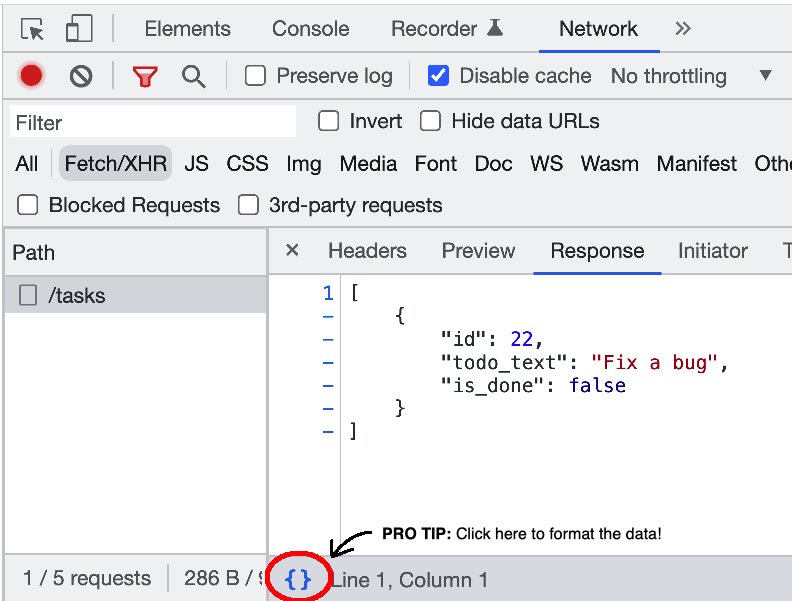 Elements Console Recorder Network
Preserve log Disable cache No throttling
Filter Invert Hide data URLs
All Fetch/XHR JS CSS Img Media Font Doc WS Wasm Manifest Othe
Blocked Requests 3rd-party requests
Path × Headers Preview Response Initiator T
/tasks
1 [
- {
- "id": 22,
- "todo_text": "Fix a bug",
- "is_done": false
- }
- ]
PRO TIP: Click here to format the data!
1 / 5 requests 286 B / 9 {} Line 1, Column 1